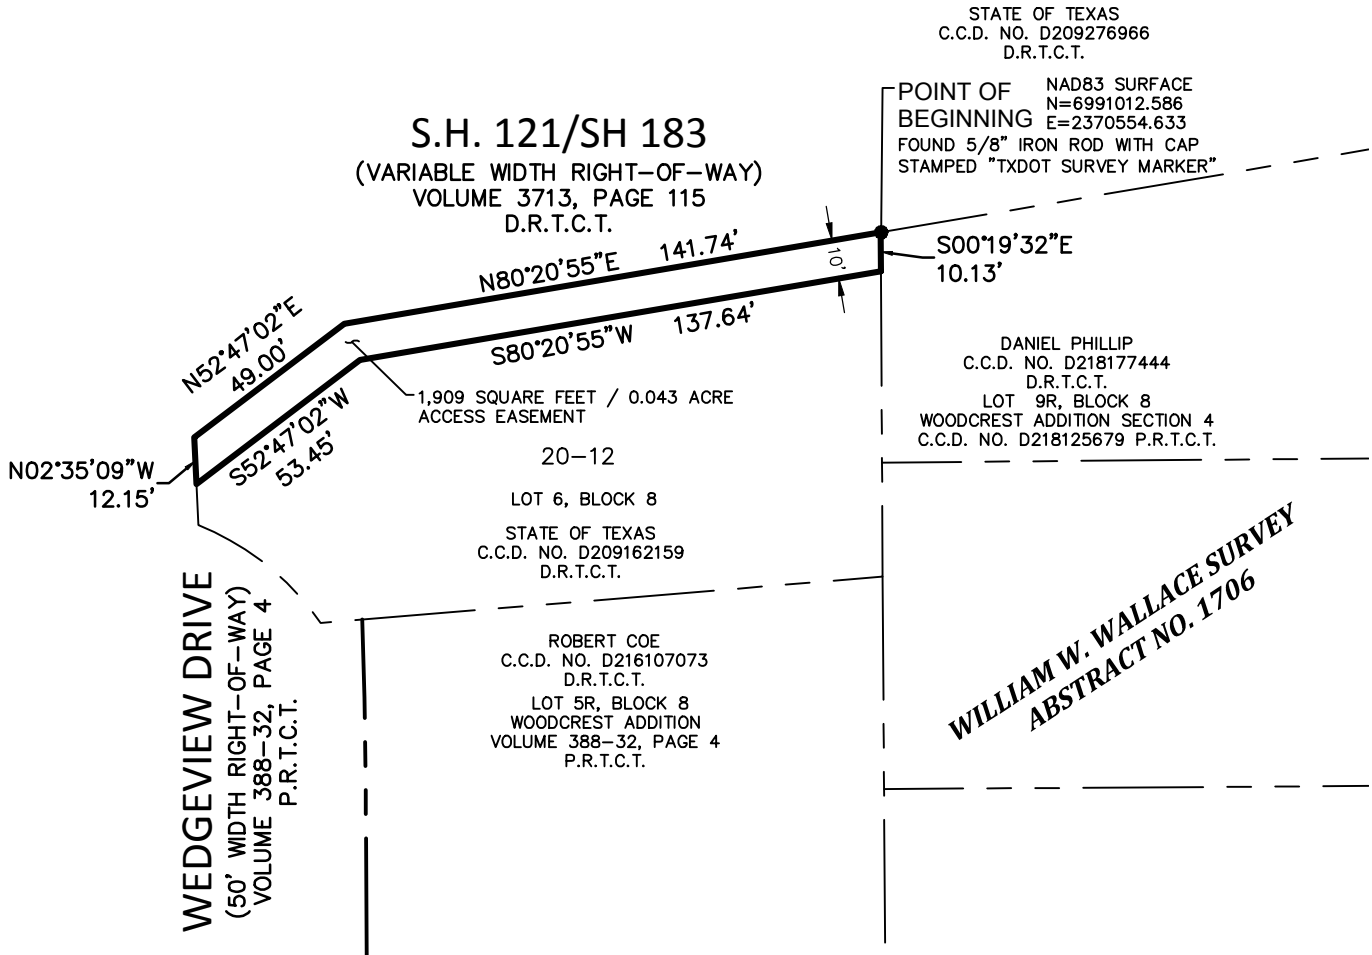 STATE OF TEXAS
C.C.D. NO. D209276966
D.R.T.C.T.
POINT OF
BEGINNING
NAD83 SURFACE
N=6991012.586
E=2370554.633
FOUND 5/8" IRON ROD WITH CAP
STAMPED "TXDOT SURVEY MARKER"
S.H. 121/SH 183
(VARIABLE WIDTH RIGHT-OF-WAY)
VOLUME 3713, PAGE 115
D.R.T.C.T.
N80°20'55"E 141.74'
10'
S00°19'32"E
10.13'
N52°47'02"E
49.00'
S80°20'55"W 137.64'
S52°47'02"W
53.45'
N02°35'09"W
12.15'
1,909 SQUARE FEET / 0.043 ACRE
ACCESS EASEMENT
20-12
LOT 6, BLOCK 8
STATE OF TEXAS
C.C.D. NO. D209162159
D.R.T.C.T.
DANIEL PHILLIP
C.C.D. NO. D218177444
D.R.T.C.T.
LOT 9R, BLOCK 8
WOODCREST ADDITION SECTION 4
C.C.D. NO. D218125679 P.R.T.C.T.
WEDGEVIEW DRIVE
(50' WIDTH RIGHT-OF-WAY)
VOLUME 388-32, PAGE 4
P.R.T.C.T.
ROBERT COE
C.C.D. NO. D216107073
D.R.T.C.T.
LOT 5R, BLOCK 8
WOODCREST ADDITION
VOLUME 388-32, PAGE 4
P.R.T.C.T.
WILLIAM W. WALLACE SURVEY
ABSTRACT NO. 1706